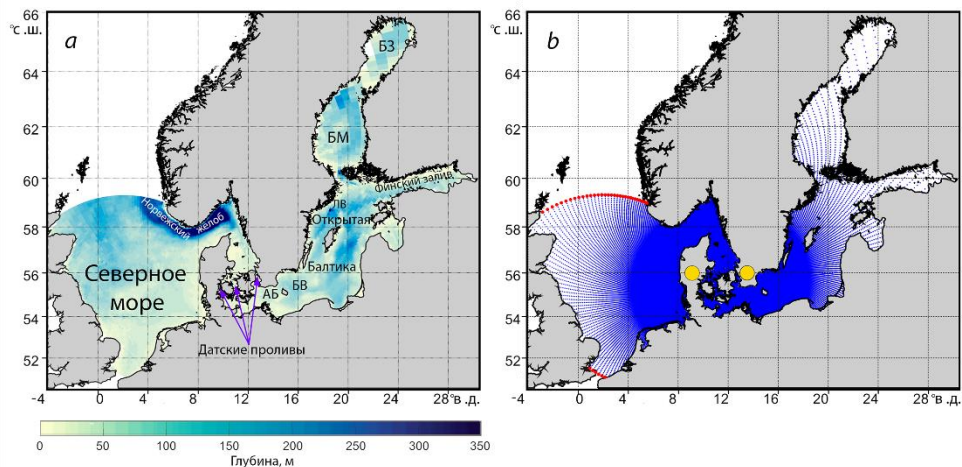 66
°с .ш.
a
БЗ
64
62
БМ
60
Финский залив
Норвежский желоб
ЛВ
58
Открытая
Северное
море
56
Балтика
БВ
АБ
54
Датские проливы
52
-4 0 4 8 12 16 20 24 28 °в .д.
0 50 100 150 200 250 300 350
Глубина, м
66
°с .ш.
b
64
62
60
58
56
54
52
-4 0 4 8 12 16 20 24 28 °в .д.